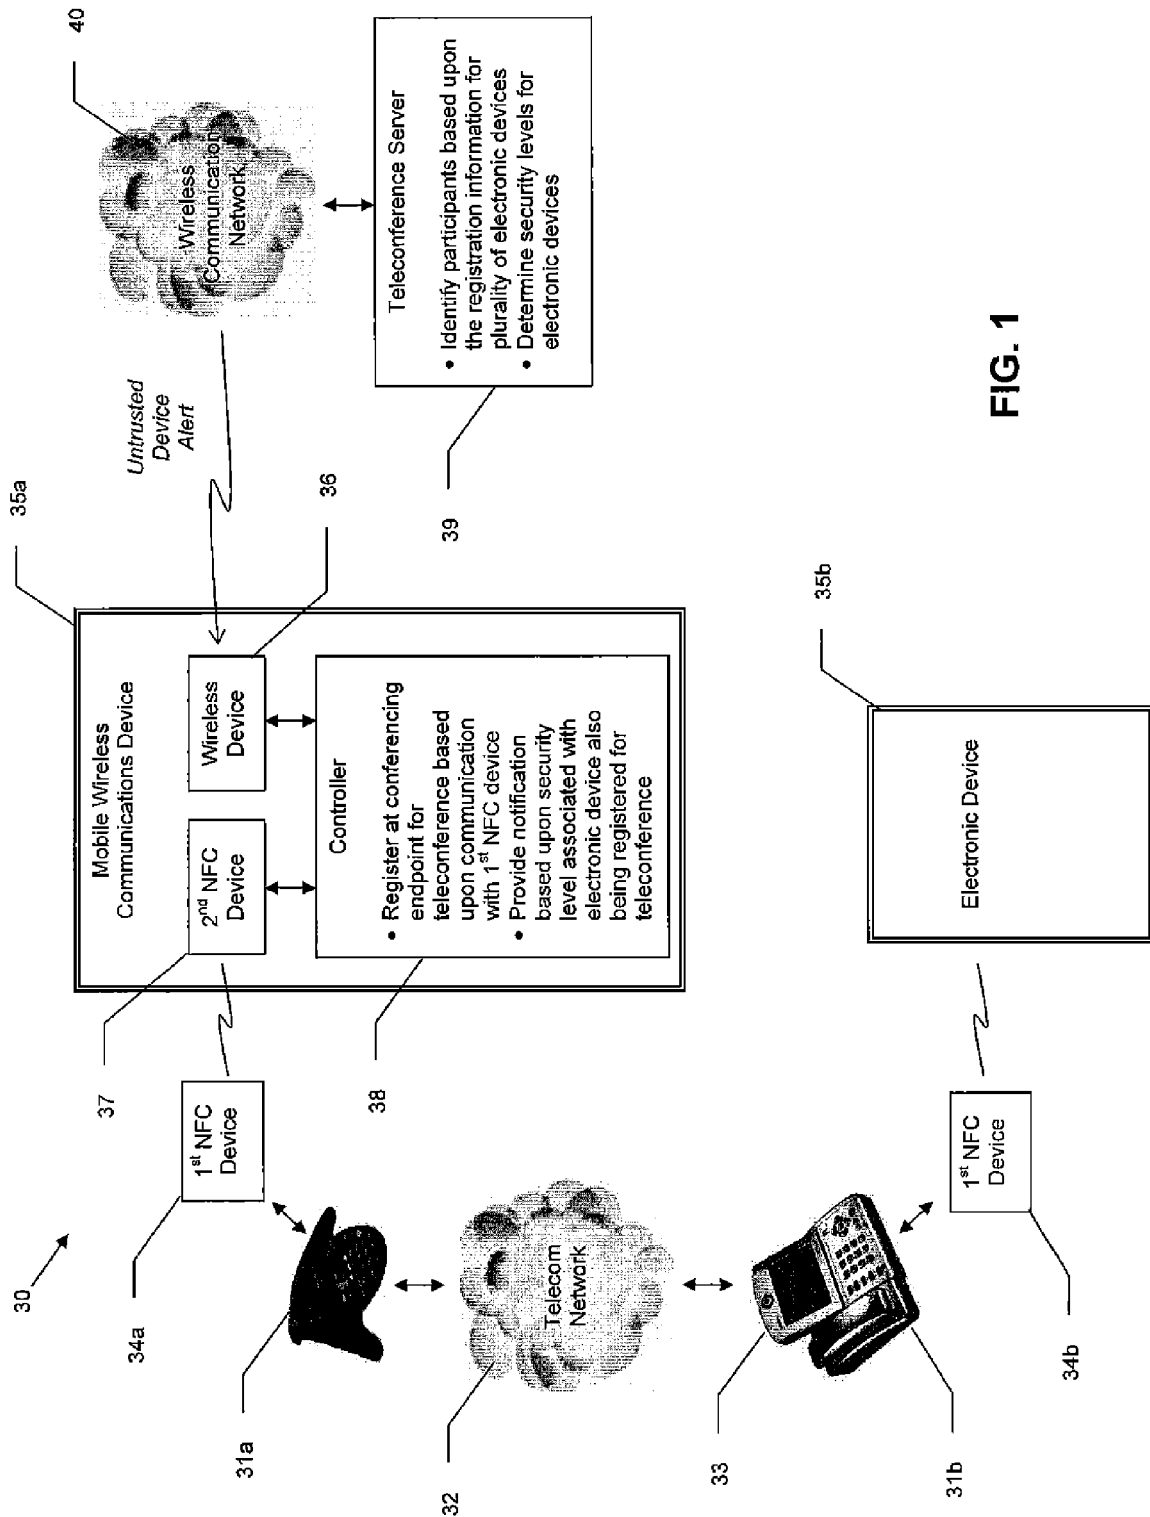 30
34a
1st NFC
Device
37
31a
32
Telecom
Network
33
31b
34b
1st NFC
Device
35a
Mobile Wireless
Communications Device
2nd NFC
Device
Wireless
Device
36
Controller
• Register at conferencing
endpoint for
teleconference based
upon communication
with 1st NFC device
• Provide notification
based upon security
level associated with
electronic device also
being registered for
teleconference
38
35b
Electronic Device
Untrusted
Device
Alert
40
Wireless
Communication
Network
Teleconference Server
• Identify participants based upon
the registration information for
plurality of electronic devices
• Determine security levels for
electronic devices
39
FIG. 1